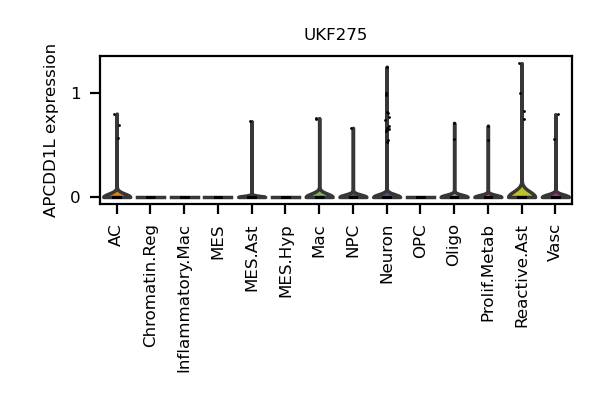 UKF275
APCDD1L expression
1
0
AC
Chromatin.Reg
Inflammatory.Mac
MES
MES.Ast
MES.Hyp
Mac
NPC
Neuron
OPC
Oligo
Prolif.Metab
Reactive.Ast
Vasc